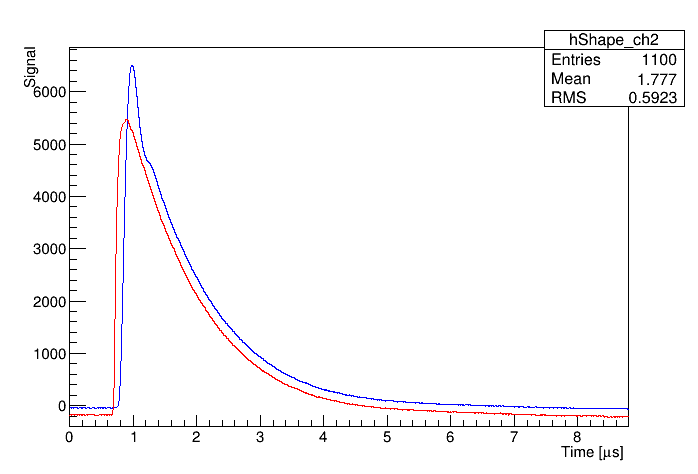 hShape_ch2
Entries 1100
Mean 1.777
RMS 0.5923
Signal
6000
5000
4000
3000
2000
1000
0
0 1 2 3 4 5 6 7 8
Time [μs]